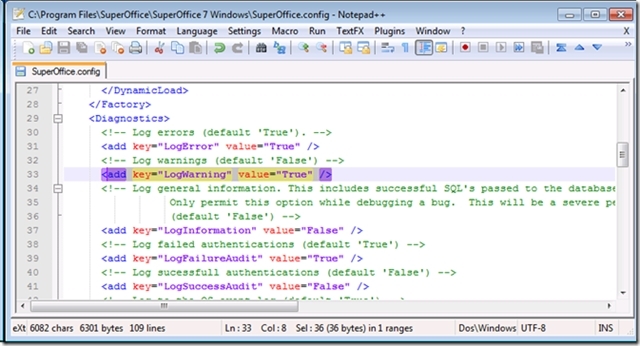 C:\Program Files\SuperOffice\SuperOffice 7 Windows\SuperOffice.config - Notepad++
File Edit Search View Format Language Settings Macro Run TextFX Plugins Window ? X
SuperOffice.config
27 </DynamicLoad>
28 </Factory>
29 <Diagnostics>
30 <!-- Log errors (default 'True'). -->
31 <add key="LogError" value="True" />
32 <!-- Log warnings (default 'False') -->
33 <add key="LogWarning" value="True" />
34 <!-- Log general information. This includes successful SQL's passed to the database
35 Only permit this option while debugging a bug. This will be a severe pe
36 (default 'False') -->
37 <add key="LogInformation" value="False" />
38 <!-- Log failed authentications (default 'True') -->
39 <add key="LogFailureAudit" value="True" />
40 <!-- Log sucessfull authentications (default 'False') -->
41 <add key="LogSuccessAudit" value="False" />
eXt 6082 chars 6301 bytes 109 lines Ln : 33 Col : 8 Sel : 36 (36 bytes) in 1 ranges Dos\Windows UTF-8 INS